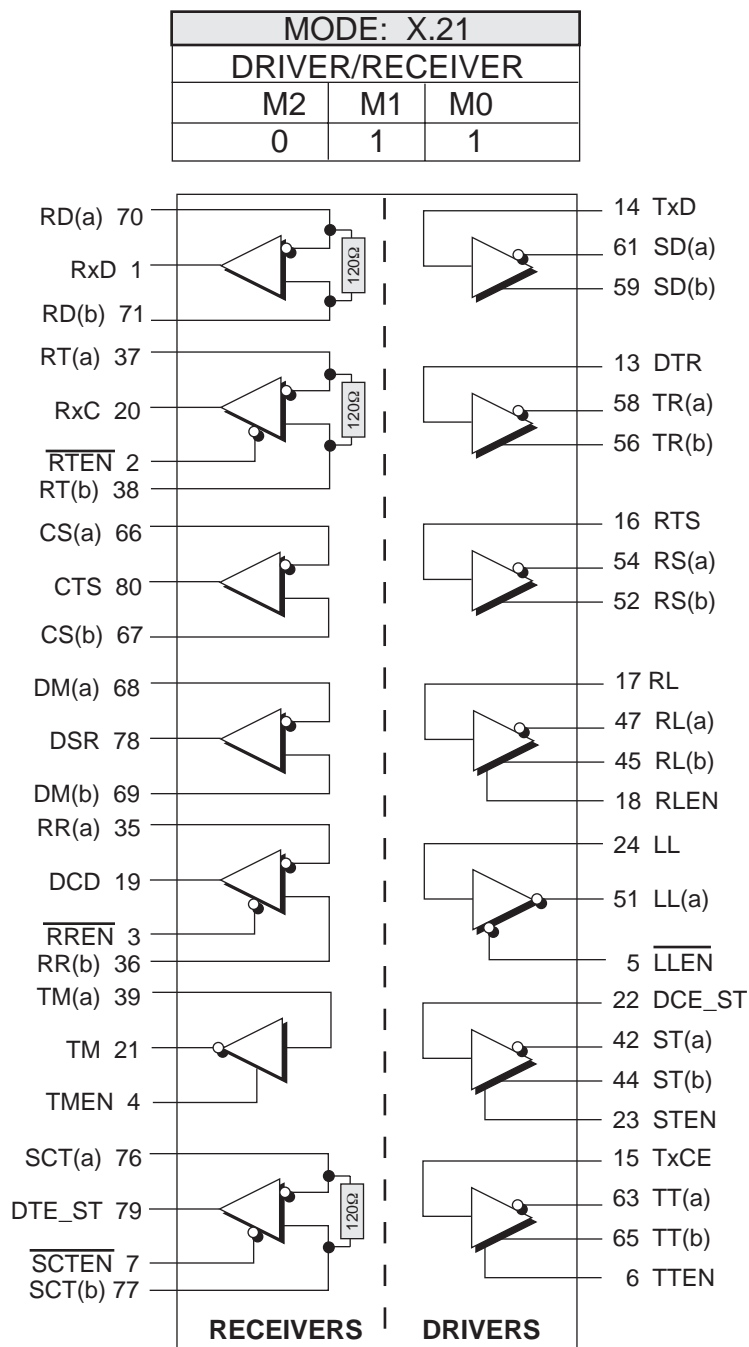 MODE: X.21
DRIVER/RECEIVER
M2 M1 M0
0 1 1
RD(a) 70
RxD 1
RD(b) 71
120Ω
RT(a) 37
RxC 20
RTEN 2
RT(b) 38
120Ω
CS(a) 66
CTS 80
CS(b) 67
DM(a) 68
DSR 78
DM(b) 69
RR(a) 35
DCD 19
RREN 3
RR(b) 36
TM(a) 39
TM 21
TMEN 4
SCT(a) 76
DTE_ST 79
SCTEN 7
SCT(b) 77
120Ω
RECEIVERS
14 TxD
61 SD(a)
59 SD(b)
13 DTR
58 TR(a)
56 TR(b)
16 RTS
54 RS(a)
52 RS(b)
17 RL
47 RL(a)
45 RL(b)
18 RLEN
24 LL
51 LL(a)
5 LLEN
22 DCE_ST
42 ST(a)
44 ST(b)
23 STEN
15 TxCE
63 TT(a)
65 TT(b)
6 TTEN
DRIVERS